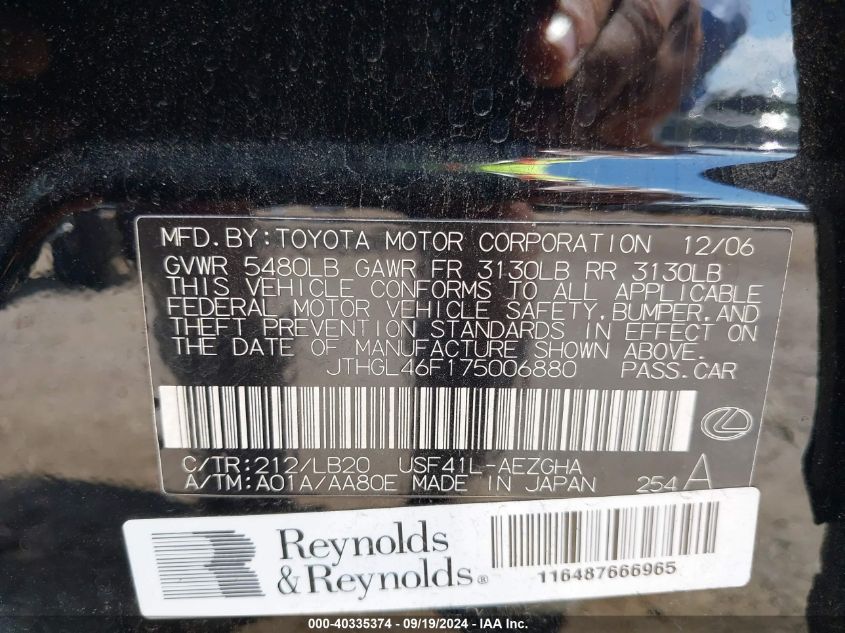 MFD. BY: TOYOTA MOTOR CORPORATION 12/06
GVWR 5480LB GAWR FR 3130LB RR 3130LB
THIS VEHICLE CONFORMS TO ALL APPLICABLE
FEDERAL MOTOR VEHICLE SAFETY, BUMPER, AND
THEFT PREVENTION STANDARDS IN EFFECT ON
THE DATE OF MANUFACTURE SHOWN ABOVE.
JTHGL46F175006880 PASS. CAR
C/TR: 212/LB20 USF41L-AEZGHA
A/TM: A01A/AA80E MADE IN JAPAN 254 A
Reynolds
& Reynolds®
116487666965
000-40335374 - 09/19/2024 - IAA Inc.